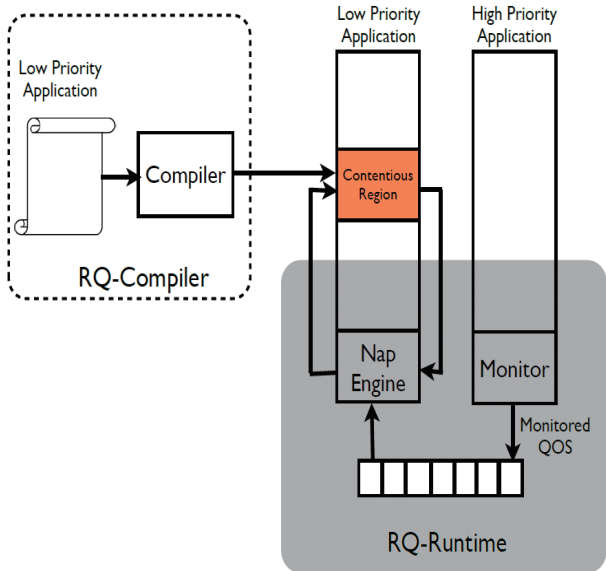 Low Priority
Application
Compiler
RQ-Compiler
Low Priority
Application
High Priority
Application
Contentious
Region
Nap
Engine
Monitor
Monitored
QOS
RQ-Runtime